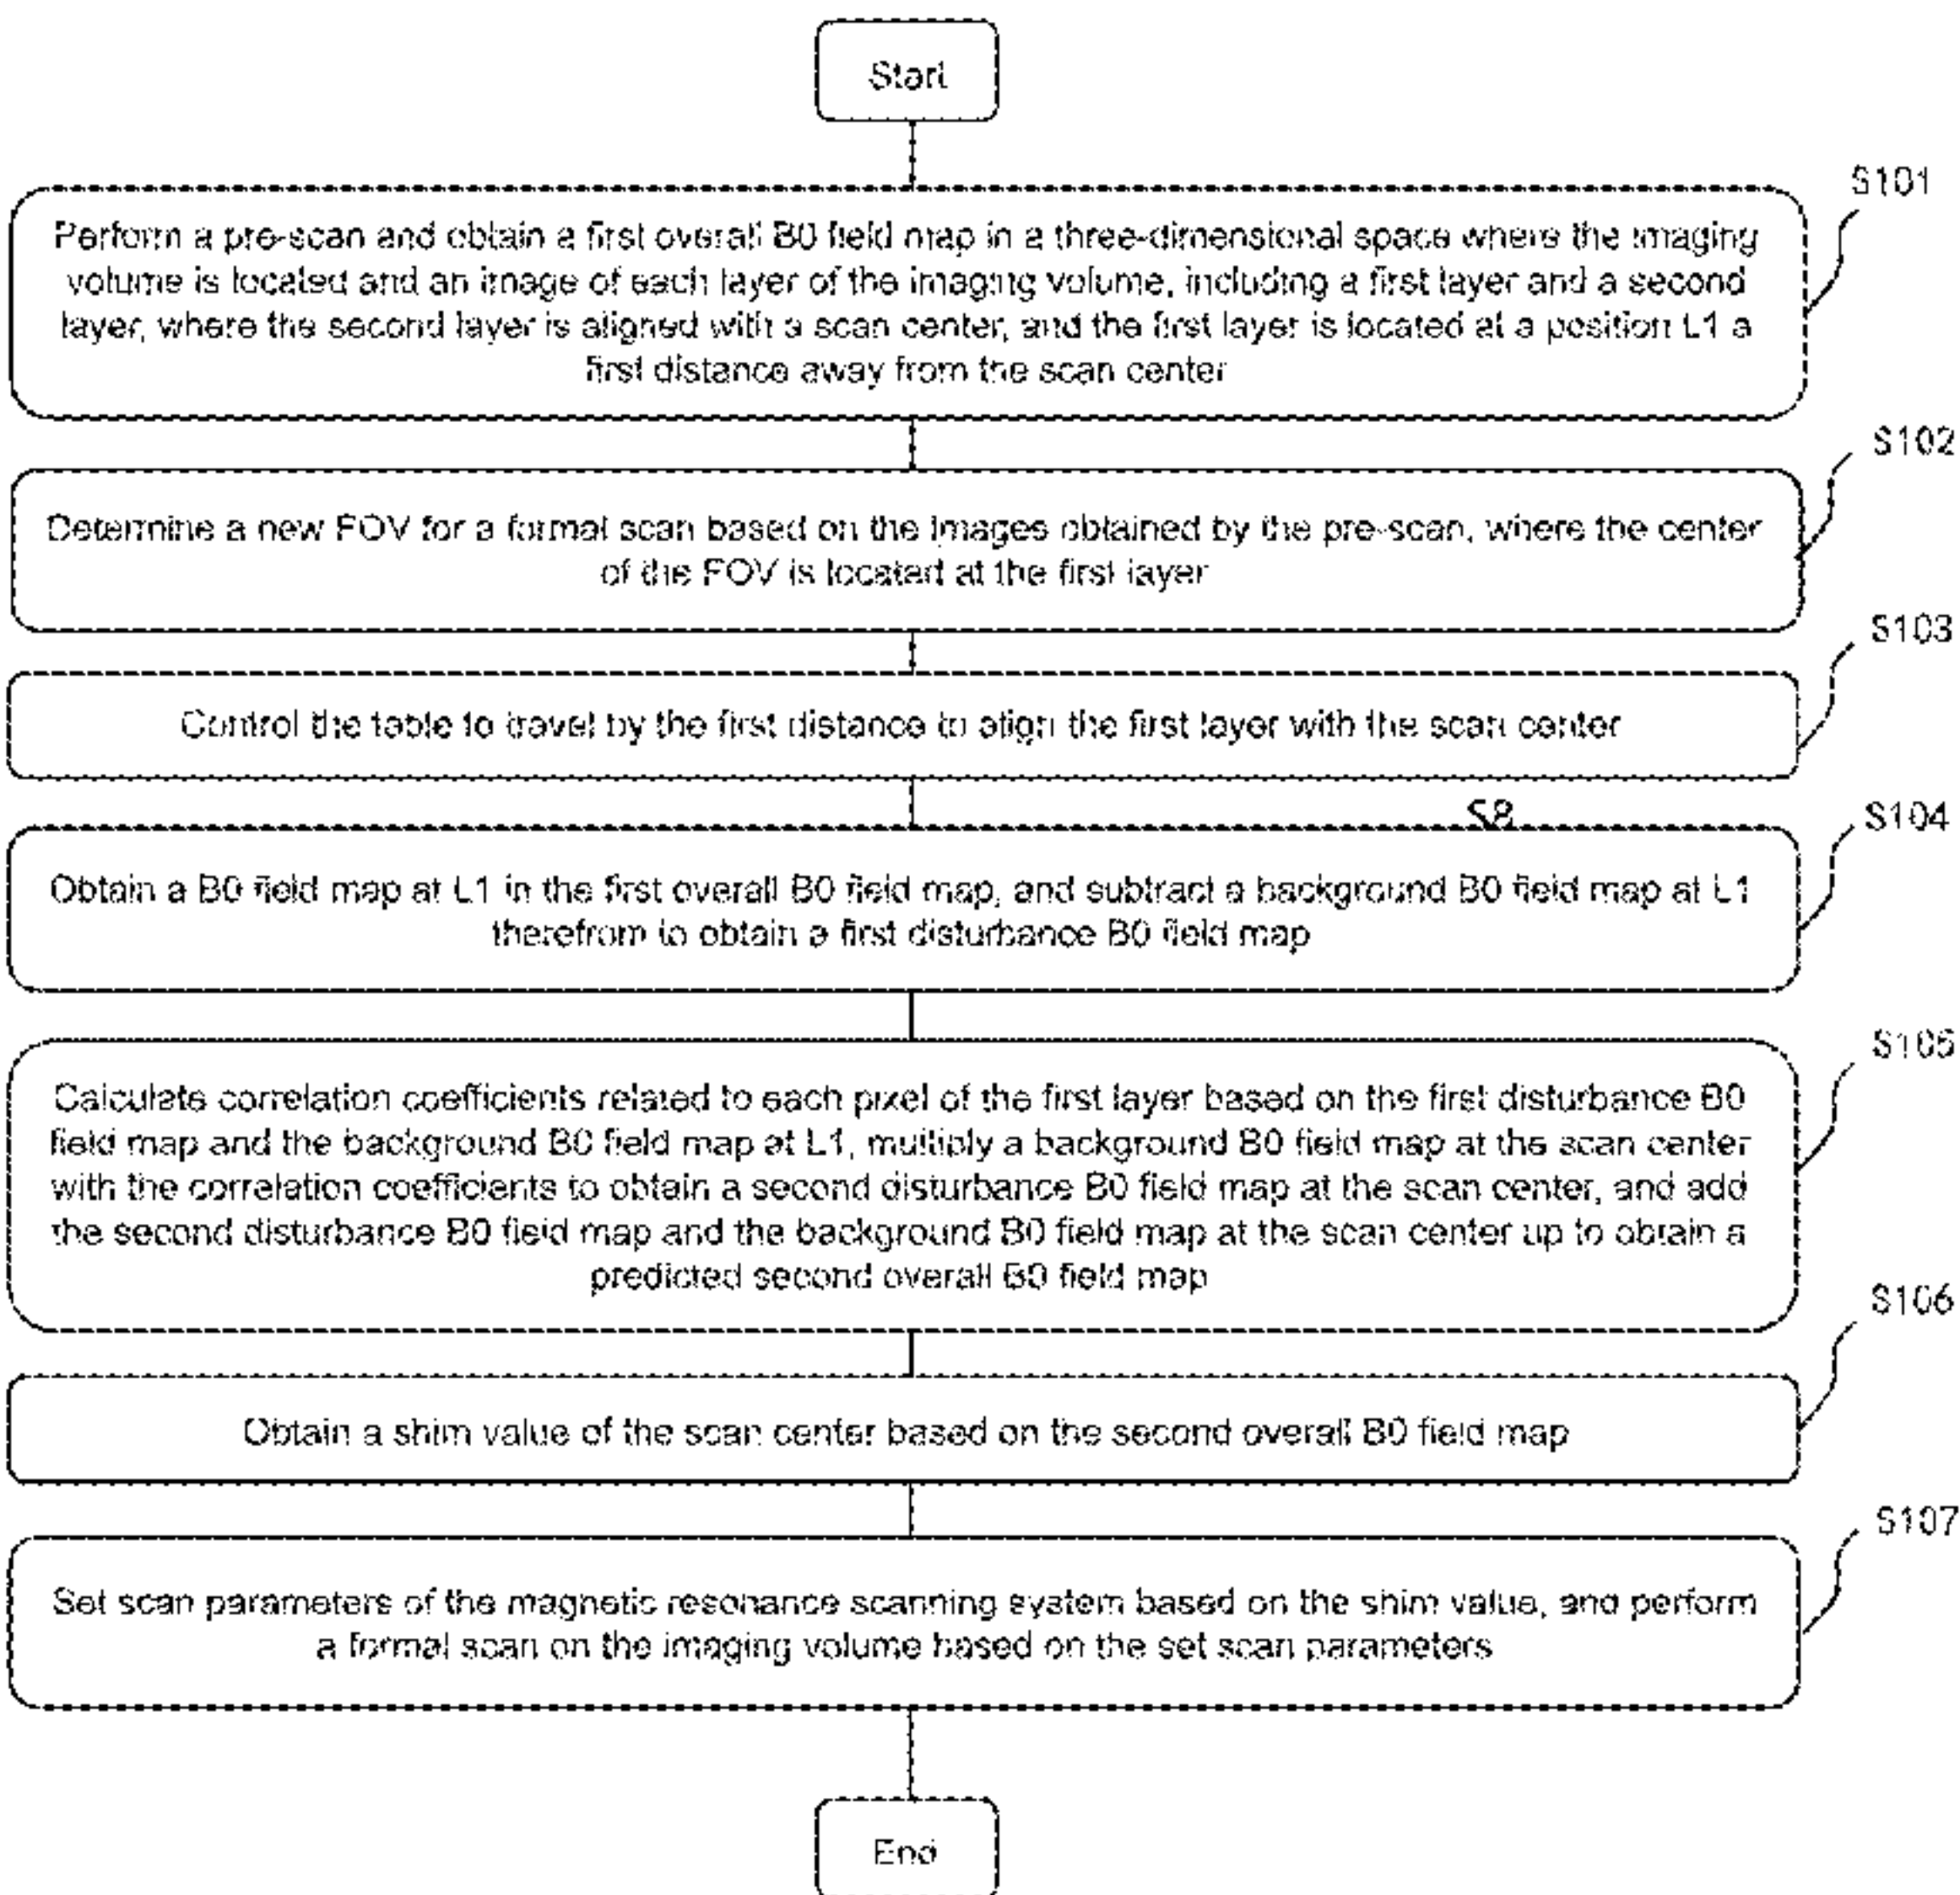 Start
S101
Perform a pre-scan and obtain a first overall B0 field map in a three-dimensional space where the imaging
volume is located and an image of each layer of the imaging volume, including a first layer and a second
layer, where the second layer is aligned with a scan center, and the first layer is located at a position L1 a
first distance away from the scan center
S102
Determine a new FOV for a formal scan based on the images obtained by the pre-scan, where the center
of the FOV is located at the first layer
S103
Control the table to travel by the first distance to align the first layer with the scan center
S104
Obtain a B0 field map at L1 in the first overall B0 field map, and subtract a background B0 field map at L1
therefrom to obtain a first disturbance B0 field map
S105
Calculate correlation coefficients related to each pixel of the first layer based on the first disturbance B0
field map and the background B0 field map at L1, multiply a background B0 field map at the scan center
with the correlation coefficients to obtain a second disturbance B0 field map at the scan center, and add
the second disturbance B0 field map and the background B0 field map at the scan center up to obtain a
predicted second overall B0 field map
S106
Obtain a shim value of the scan center based on the second overall B0 field map
S107
Set scan parameters of the magnetic resonance scanning system based on the shim value, and perform
a formal scan on the imaging volume based on the set scan parameters
End